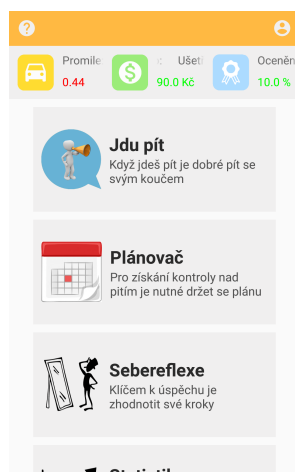 Promile
Ušet
Oceněn
0.44
90.0 Kč
10.0 %
Jdu pít
Když jdeš pít je dobré pít se
svým koučem
Plánovač
Pro získání kontroly nad
pitím je nutné držet se plánu
Sebereflexe
Klíčem k úspěchu je
zhodnotit své kroky